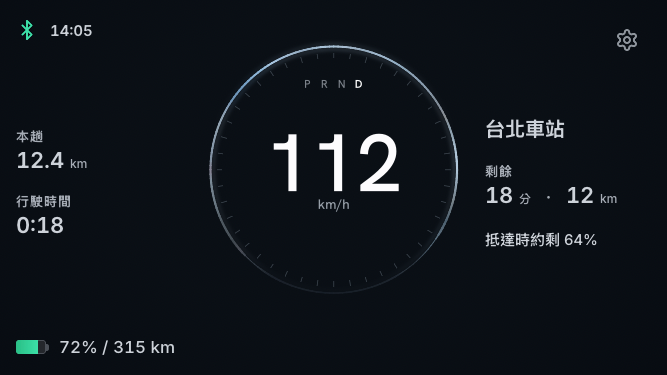 14:05
P R N D
本趟
12.4 km
行駛時間
0:18
112
km/h
台北車站
剩餘
18 分 · 12 km
抵達時約剩 64%
72% / 315 km